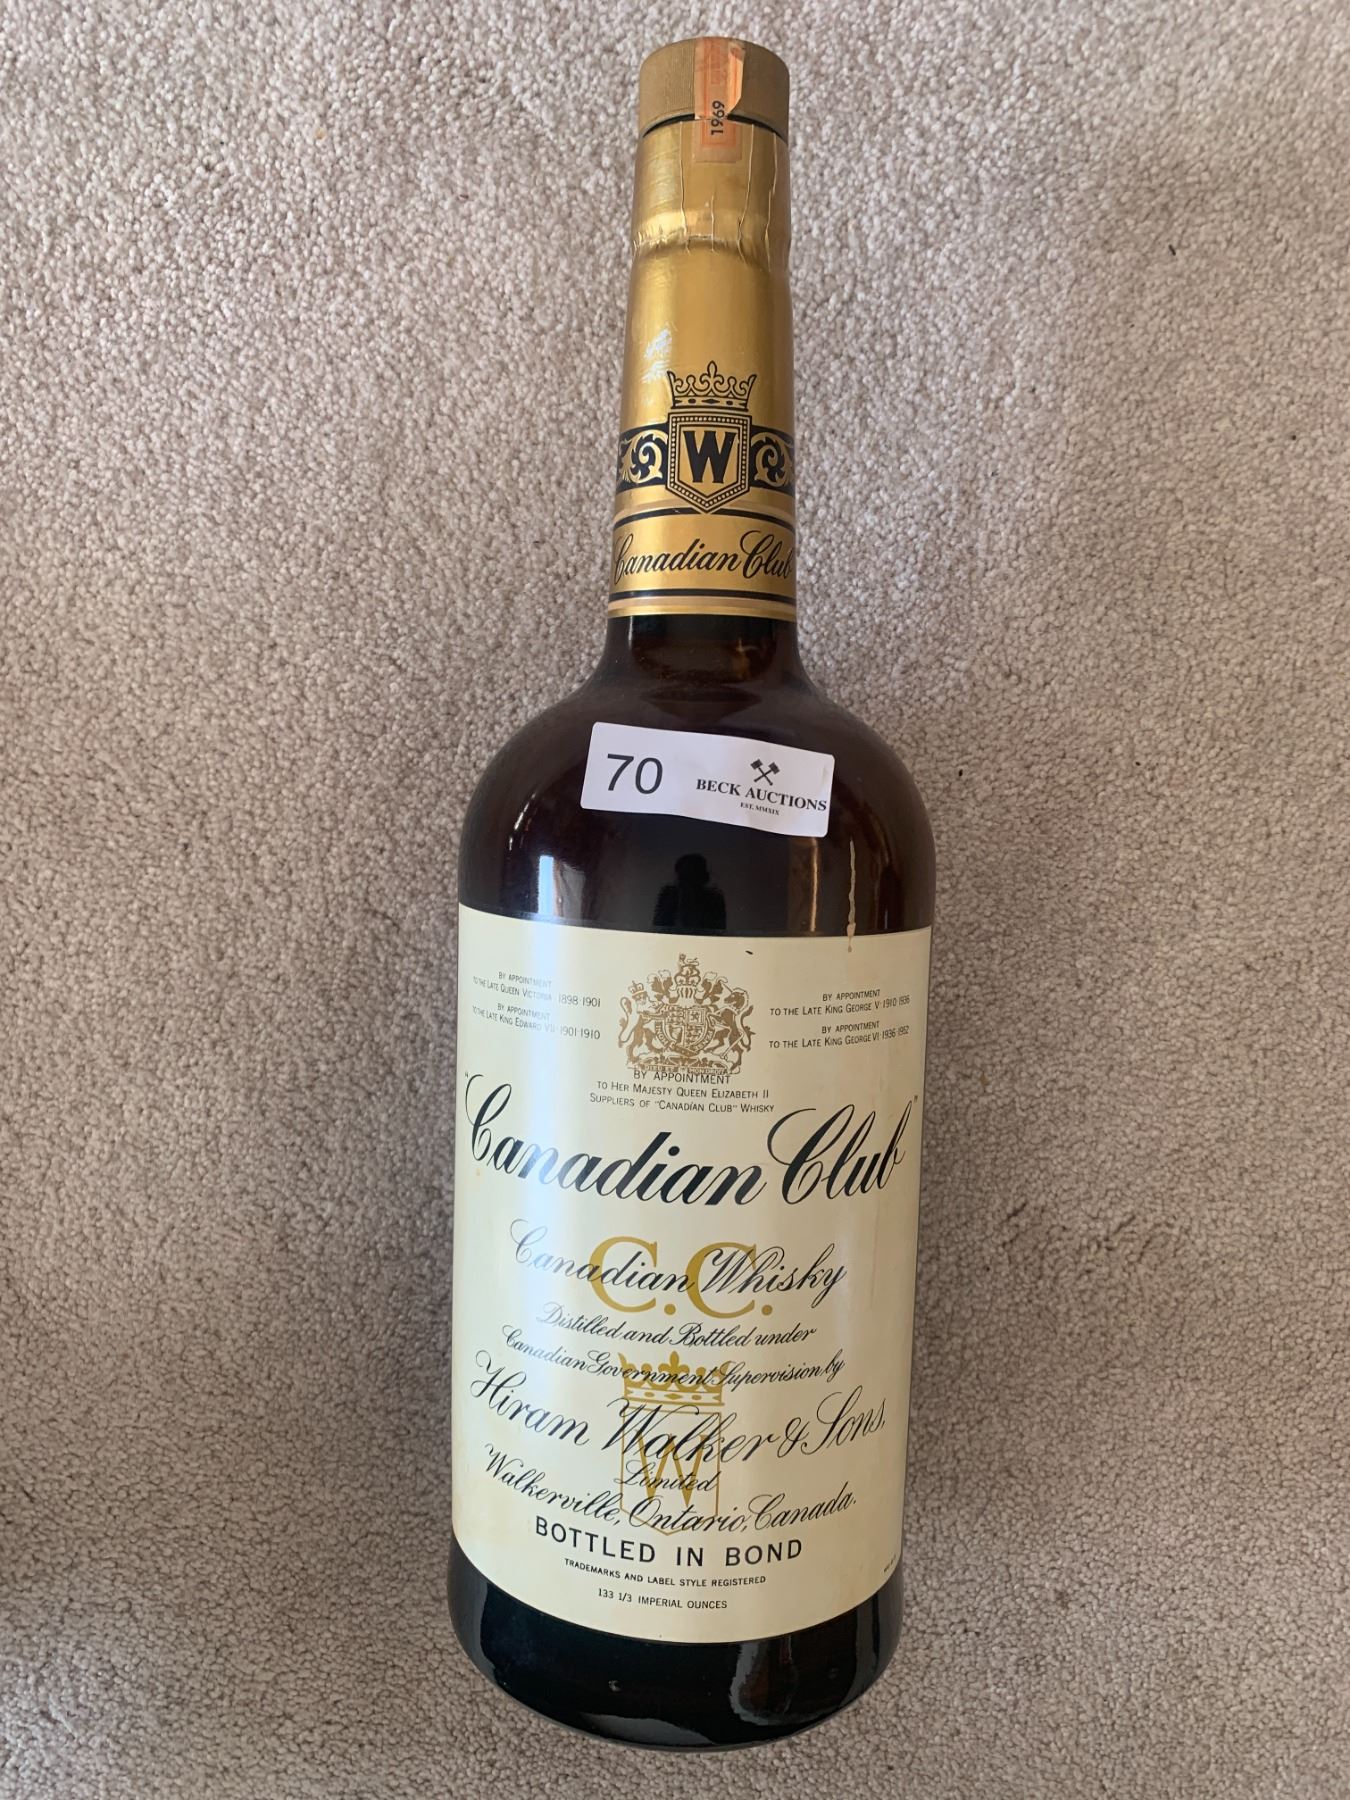 1969
W
Canadian Club
70
BECK AUCTIONS
EST. MMXIX
BY APPOINTMENT
TO THE LATE QUEEN VICTORIA 1898-1901
BY APPOINTMENT
TO THE LATE KING EDWARD VII 1901-1910
BY APPOINTMENT
TO THE LATE KING GEORGE V 1910-1936
BY APPOINTMENT
TO THE LATE KING GEORGE VI 1936-1952
BY APPOINTMENT
TO HER MAJESTY QUEEN ELIZABETH II
SUPPLIERS OF "CANADIAN CLUB" WHISKY
"Canadian Club"
C.C.
Canadian Whisky
Distilled and Bottled under
Canadian Government Supervision by
Hiram Walker & Sons,
Limited
W
Walkerville, Ontario, Canada.
BOTTLED IN BOND
TRADEMARKS AND LABEL STYLE REGISTERED
133 1/3 IMPERIAL OUNCES